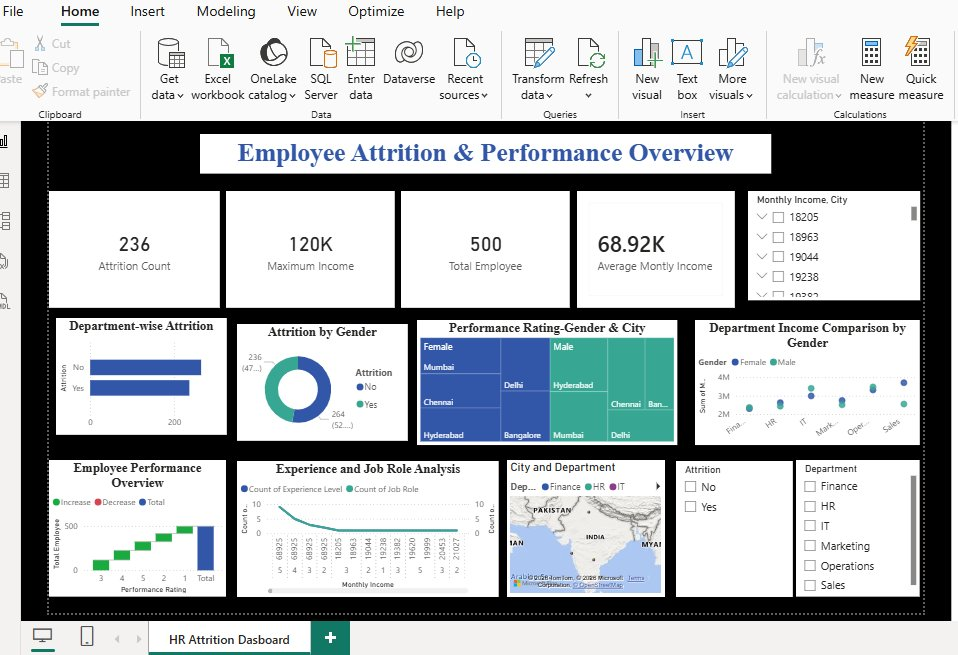 File Home Insert Modeling View Optimize Help
Cut
Copy
Format painter
Clipboard
Get data
Excel workbook
OneLake catalog
SQL Server
Enter data
Dataverse
Recent sources
Data
Transform data
Refresh
Queries
New visual
Text box
More visuals
Insert
New visual calculation
New measure
Quick measure
Calculations
Employee Attrition & Performance Overview
236
Attrition Count
120K
Maximum Income
500
Total Employee
68.92K
Average Montly Income
Monthly Income, City
18205
18963
19044
19238
19382
Department-wise Attrition
Attrition
No
Yes
0 200
Attrition by Gender
236
(47...)
264
(52....)
Attrition
No
Yes
Performance Rating-Gender & City
Female
Mumbai
Chennai
Hyderabad
Delhi
Bangalore
Male
Hyderabad
Mumbai
Chennai
Ban...
Delhi
Department Income Comparison by
Gender
Gender Female Male
Sum of M...
4M
3M
2M
Fina... HR IT Mark... Oper... Sales
Employee Performance
Overview
Increase Decrease Total
Total Employee
500
0
3 4 5 2 1 Total
Performance Rating
Experience and Job Role Analysis
Count of Experience Level Count of Job Role
Count o...
10
5
0
10
5
0
Count o...
68925 68925 68925 68925 18205 18963 19044 19238 19382 19620 19999 20453 21027
5 4 3 2 3 2 1 3 5 3 2
Monthly Income
City and Department
Dep... Finance HR IT
PAKISTAN
INDIA
MYAI
Attrition
No
Yes
Department
Finance
HR
IT
Marketing
Operations
Sales
HR Attrition Dasboard
+